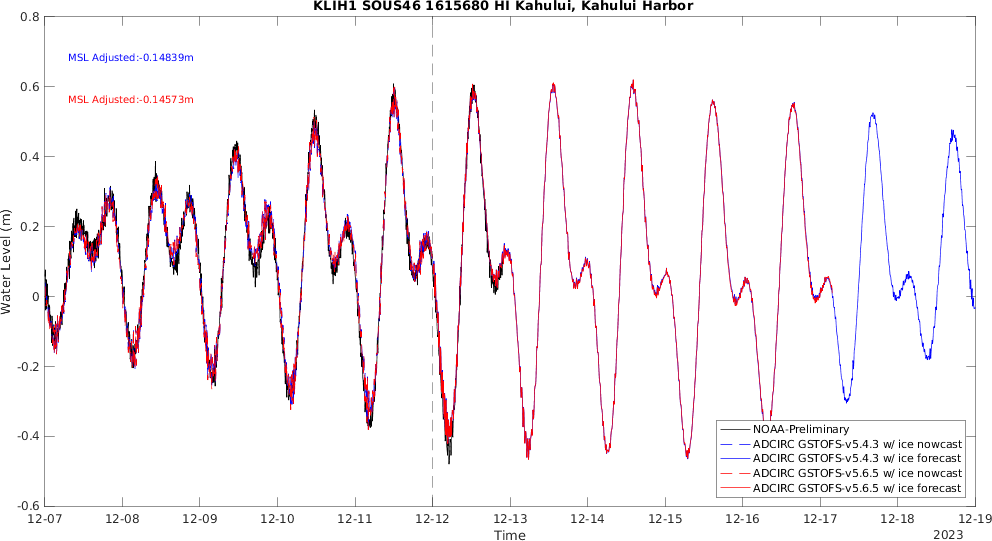 KLIH1 SOUS46 1615680 HI Kahului, Kahului Harbor
0.8
MSL Adjusted:-0.14839m
0.6
MSL Adjusted:-0.14573m
0.4
0.2
Water Level (m)
0
-0.2
-0.4
NOAA-Preliminary
ADCIRC GSTOFS-v5.4.3 w/ ice nowcast
ADCIRC GSTOFS-v5.4.3 w/ ice forecast
ADCIRC GSTOFS-v5.6.5 w/ ice nowcast
ADCIRC GSTOFS-v5.6.5 w/ ice forecast
-0.6
12-07 12-08 12-09 12-10 12-11 12-12 12-13 12-14 12-15 12-16 12-17 12-18 12-19
Time
2023